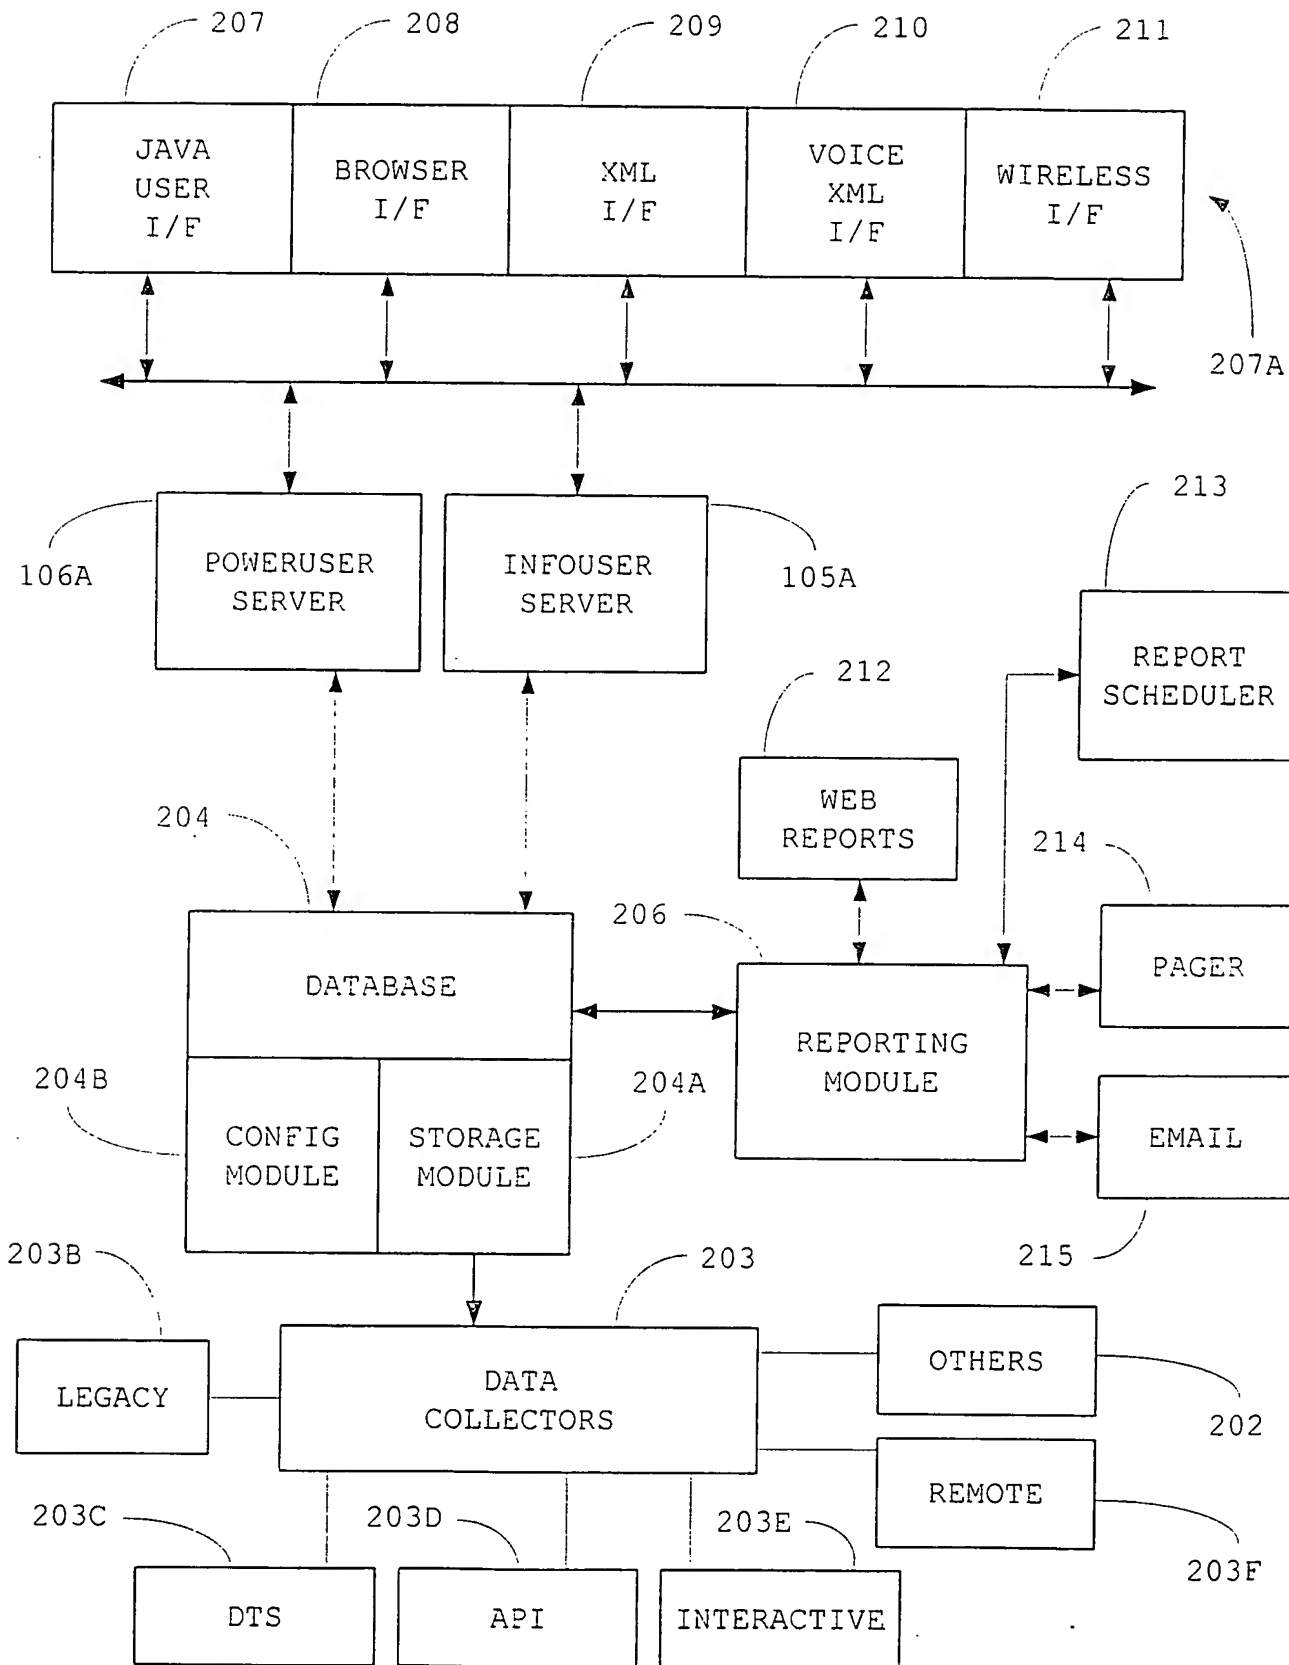 207
208
209
210
211
JAVA
USER
I/F
BROWSER
I/F
XML
I/F
VOICE
XML
I/F
WIRELESS
I/F
207A
106A
POWERUSER
SERVER
INFOUSER
SERVER
105A
213
REPORT
SCHEDULER
212
WEB
REPORTS
204
214
206
PAGER
DATABASE
REPORTING
MODULE
204B
204A
CONFIG
MODULE
STORAGE
MODULE
EMAIL
215
203B
203
LEGACY
DATA
COLLECTORS
OTHERS
202
REMOTE
203F
203C
203D
203E
DTS
API
INTERACTIVE